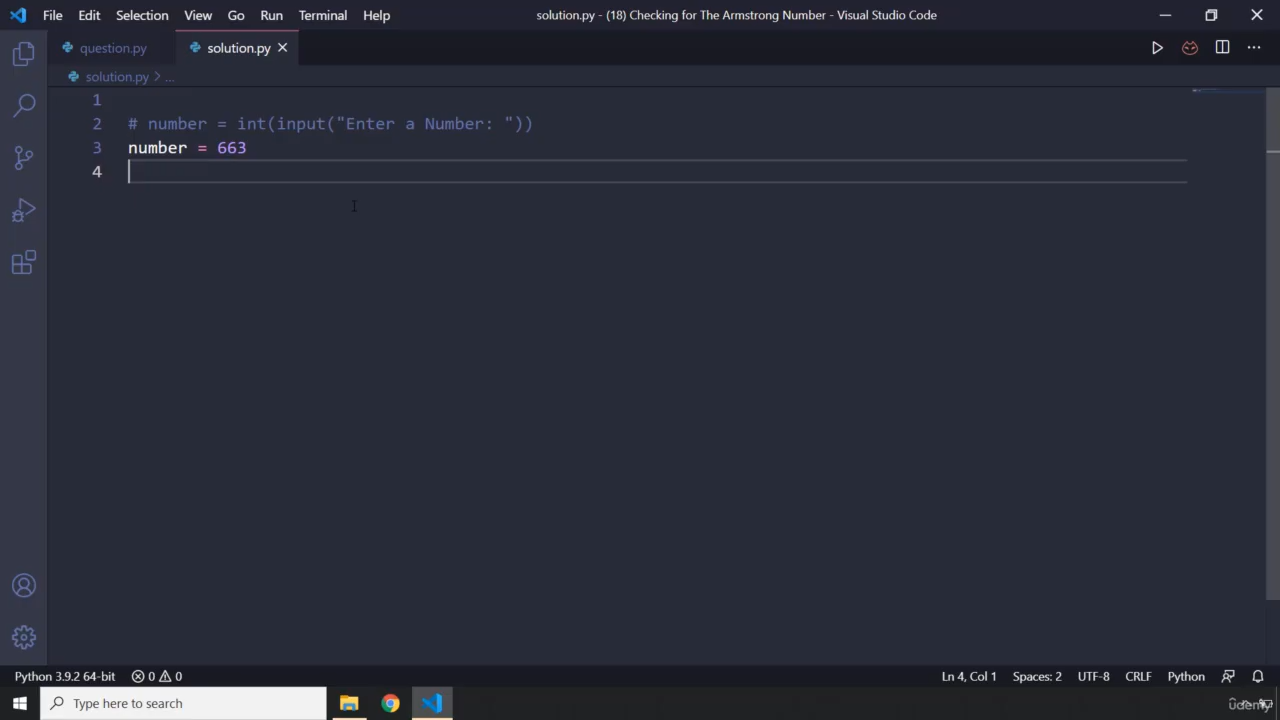 File Edit Selection View Go Run Terminal Help
solution.py - (18) Checking for The Armstrong Number - Visual Studio Code
question.py solution.py
solution.py > ...
1
2 # number = int(input("Enter a Number: "))
3 number = 663
4
Python 3.9.2 64-bit 0 0 Ln 4, Col 1 Spaces: 2 UTF-8 CRLF Python
Type here to search
udemy